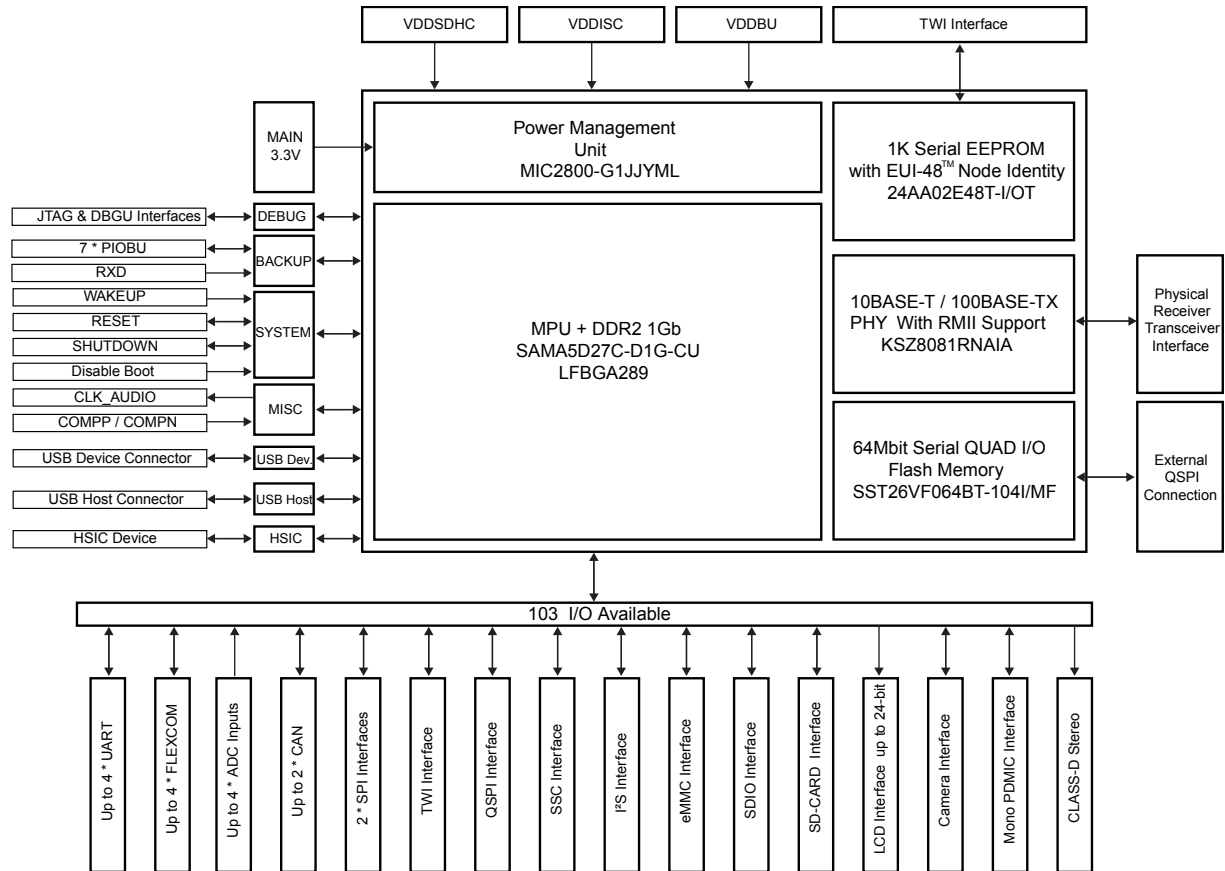 VDDSDHC
VDDISC
VDDBU
TWI Interface
MAIN
3.3V
Power Management
Unit
MIC2800-G1JJYML
1K Serial EEPROM
with EUI-48™ Node Identity
24AA02E48T-I/OT
JTAG & DBGU Interfaces
DEBUG
7 * PIOBU
RXD
BACKUP
WAKEUP
RESET
SHUTDOWN
Disable Boot
SYSTEM
CLK_AUDIO
COMPP / COMPN
MISC
USB Device Connector
USB Dev.
USB Host Connector
USB Host
HSIC Device
HSIC
MPU + DDR2 1Gb
SAMA5D27C-D1G-CU
LFBGA289
10BASE-T / 100BASE-TX
PHY With RMII Support
KSZ8081RNAIA
Physical
Receiver
Transceiver
Interface
64Mbit Serial QUAD I/O
Flash Memory
SST26VF064BT-104I/MF
External
QSPI
Connection
103 I/O Available
Up to 4 * UART
Up to 4 * FLEXCOM
Up to 4 * ADC Inputs
Up to 2 * CAN
2 * SPI Interfaces
TWI Interface
QSPI Interface
SSC Interface
I²S Interface
eMMC Interface
SDIO Interface
SD-CARD Interface
LCD Interface up to 24-bit
Camera Interface
Mono PDMIC Interface
CLASS-D Stereo